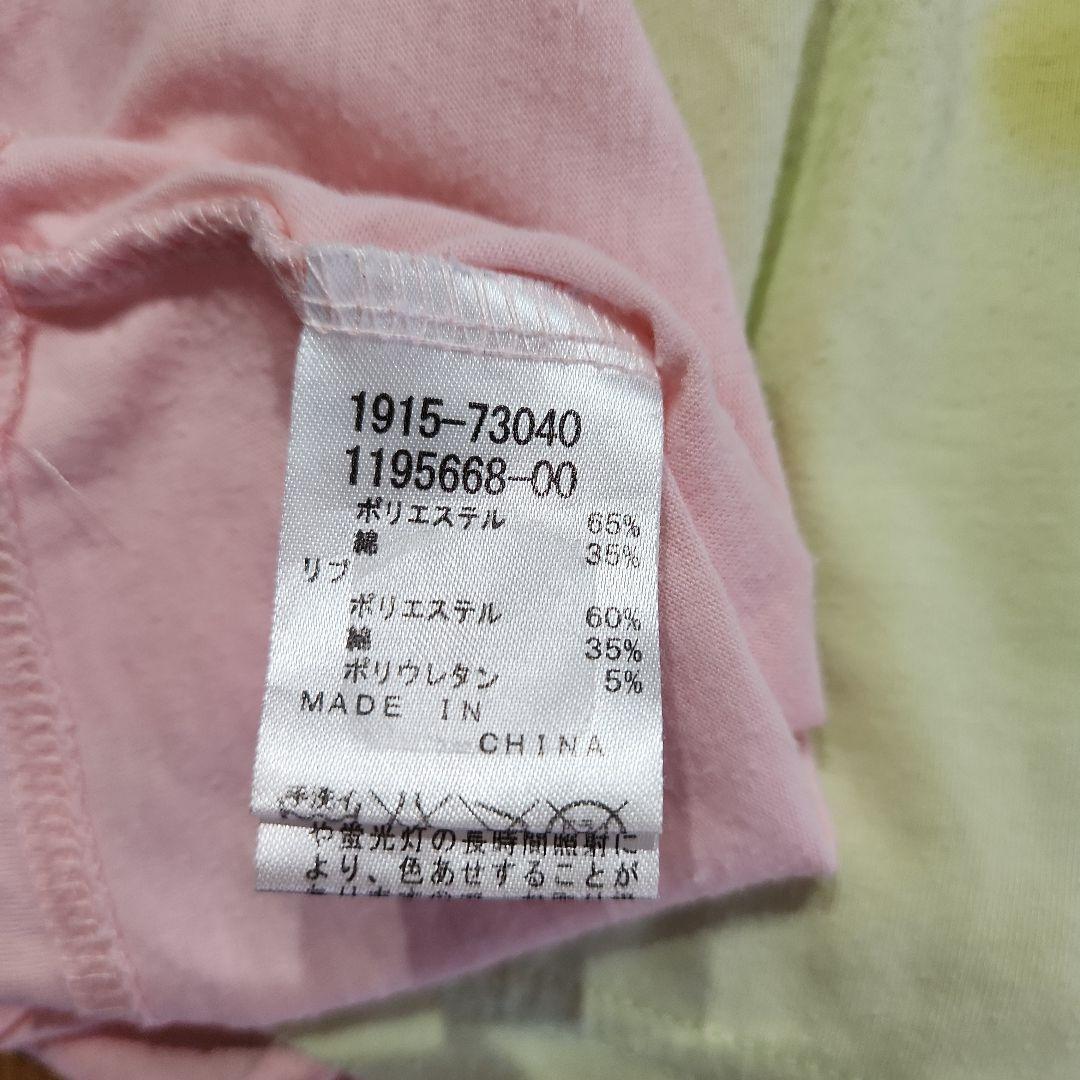 1915-73040
1195668-00
ポリエステル 65%
綿 35%
リブ
ポリエステル 60%
綿 35%
ポリウレタン 5%
MADE IN
CHINA
や蛍光灯の長時間照射に
より、色あせすることが